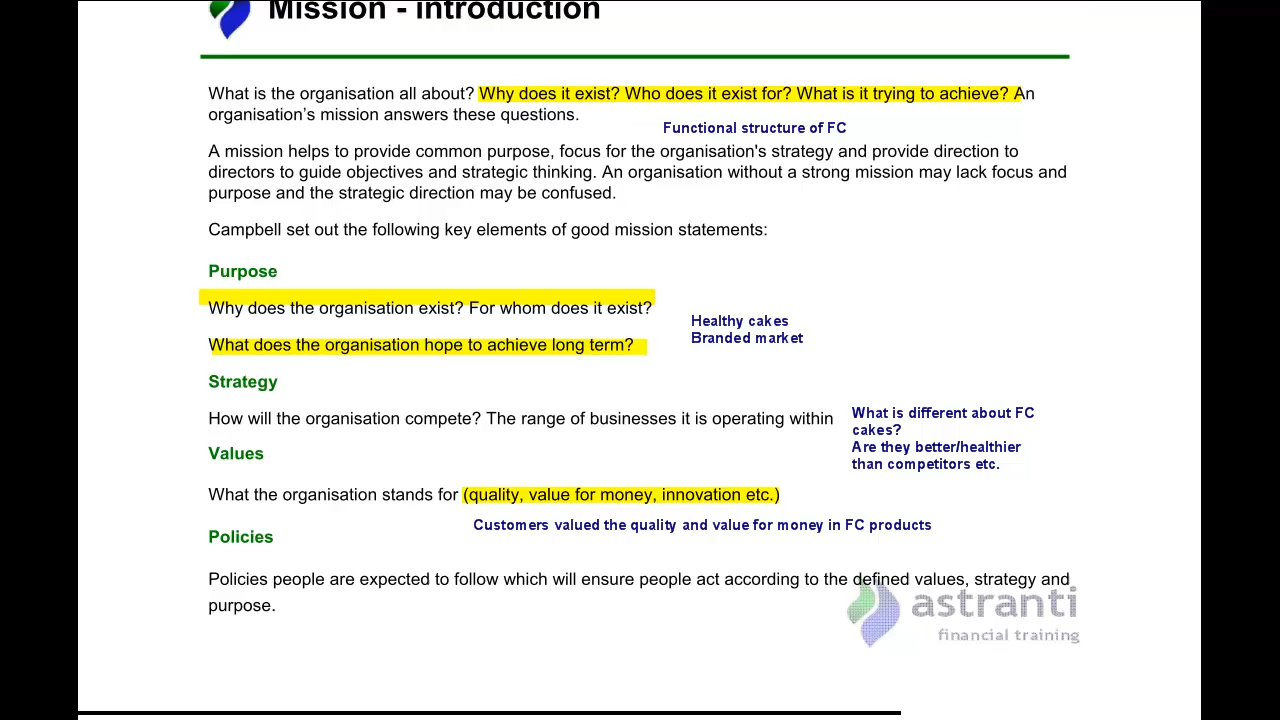 Mission - introduction
What is the organisation all about? Why does it exist? Who does it exist for? What is it trying to achieve? An
organisation's mission answers these questions.
Functional structure of FC
A mission helps to provide common purpose, focus for the organisation's strategy and provide direction to
directors to guide objectives and strategic thinking. An organisation without a strong mission may lack focus and
purpose and the strategic direction may be confused.
Campbell set out the following key elements of good mission statements:
Purpose
Why does the organisation exist? For whom does it exist?
Healthy cakes
Branded market
What does the organisation hope to achieve long term?
Strategy
How will the organisation compete? The range of businesses it is operating within
What is different about FC
cakes?
Are they better/healthier
than competitors etc.
Values
What the organisation stands for (quality, value for money, innovation etc.)
Customers valued the quality and value for money in FC products
Policies
Policies people are expected to follow which will ensure people act according to the defined values, strategy and
purpose.
astranti
financial training